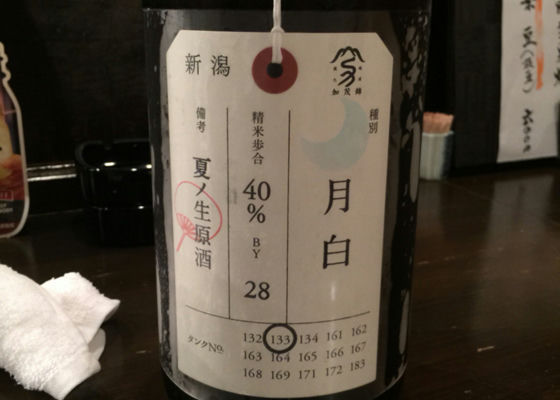 新潟
加茂錦
種別
月白
精米歩合
40%
BY
28
備考
夏ノ生原酒
タンクNo.
132 133 134 161 162
163 164 165 166 167
168 169 171 172 183